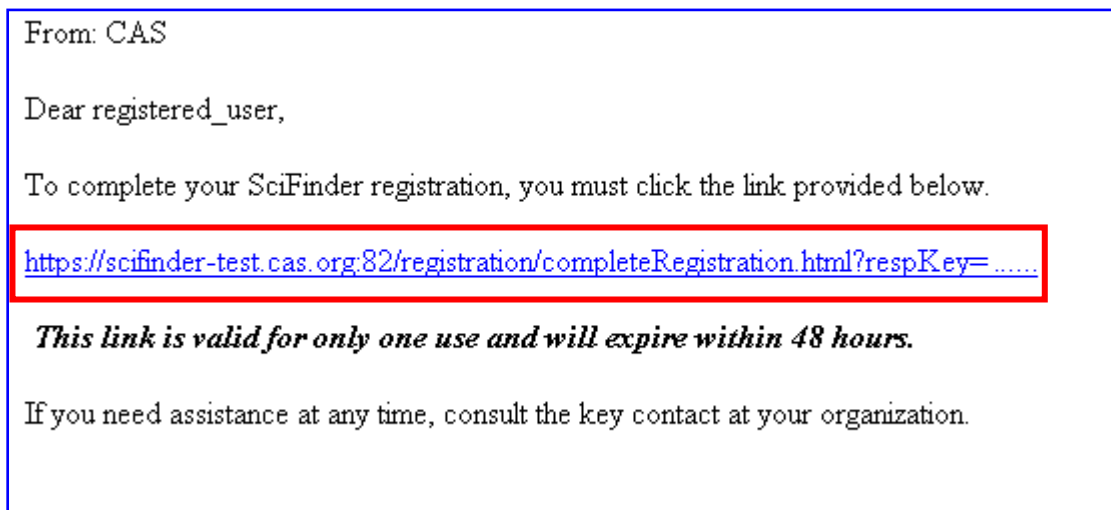 From: CAS
Dear registered_user,
To complete your SciFinder registration, you must click the link provided below.
https://scifinder-test.cas.org:82/registration/completeRegistration.html?respKey= ......
This link is valid for only one use and will expire within 48 hours.
If you need assistance at any time, consult the key contact at your organization.